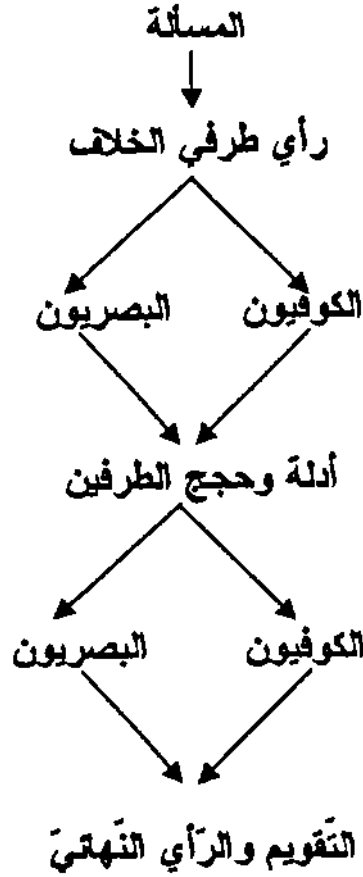 المسألة
رأي طرفي الخلاف
الكوفيون البصريون
أدلة وحجج الطرفين
الكوفيون البصريون
التّقويم والرّأي النّهائيّ